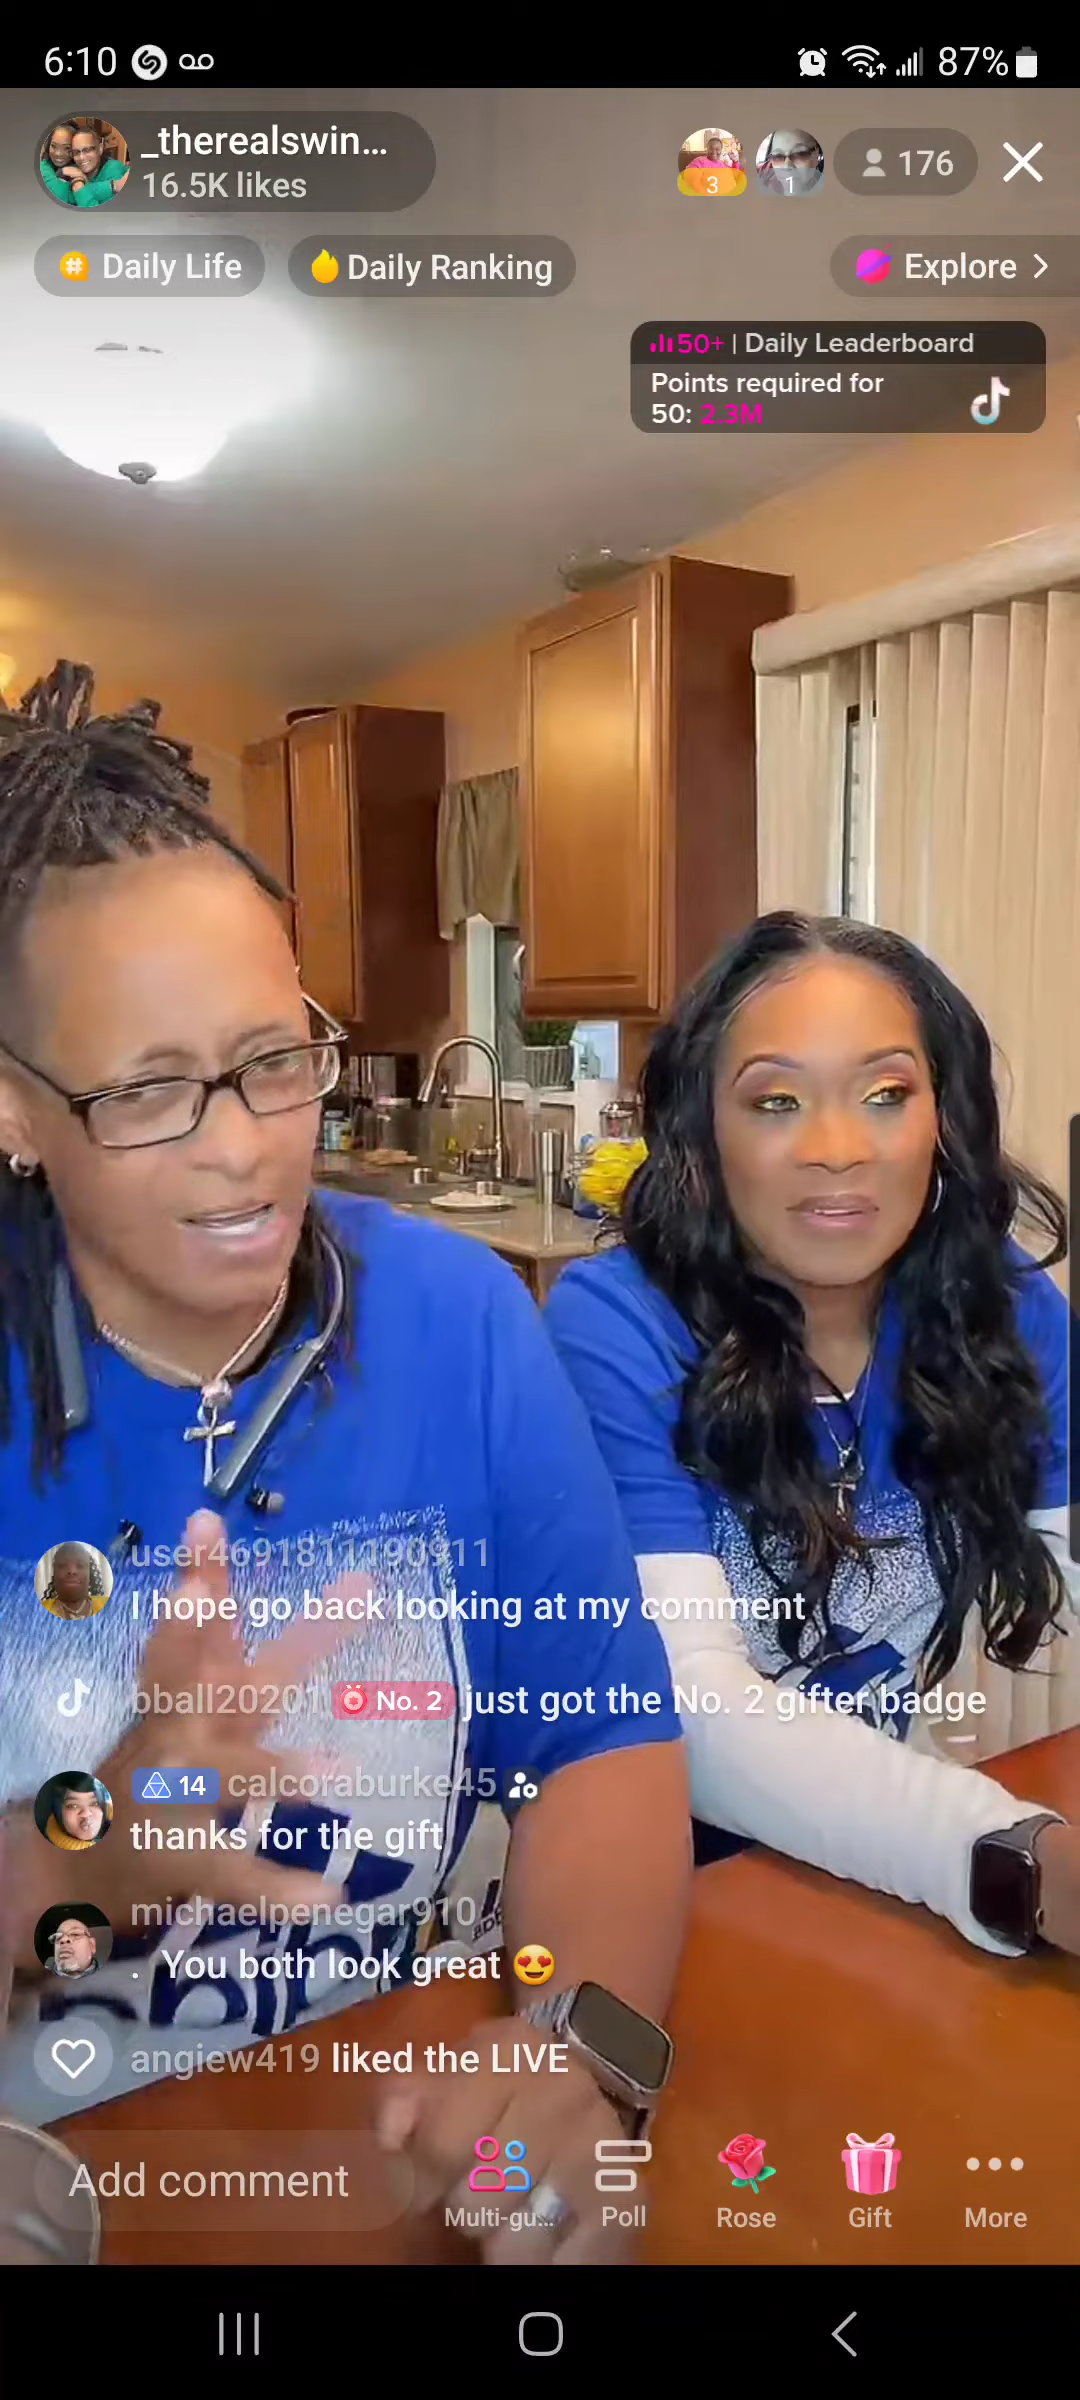 6:10
87%
_therealswin...
16.5K likes
3
1
176
Daily Life
Daily Ranking
Explore >
50+ | Daily Leaderboard
Points required for
50: 2.3M
user4691811190911
I hope go back looking at my comment
bball20201 No. 2 just got the No. 2 gifter badge
14 calcoraburke45
thanks for the gift
michaelpenegar910
. You both look great 😍
angiew419 liked the LIVE
Add comment
Multi-gu...
Poll
Rose
Gift
More